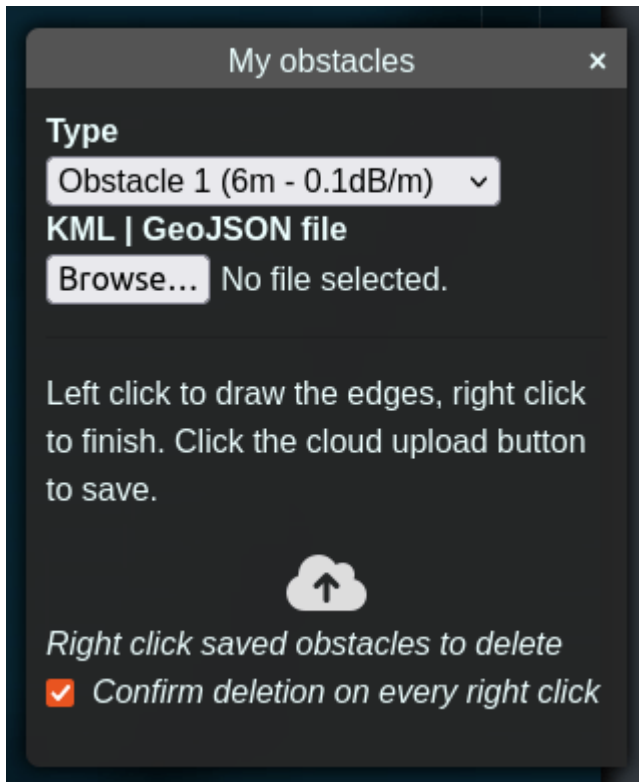 My obstacles ×
Type
Obstacle 1 (6m - 0.1dB/m)
KML | GeoJSON file
Browse... No file selected.
Left click to draw the edges, right click
to finish. Click the cloud upload button
to save.
Right click saved obstacles to delete
Confirm deletion on every right click